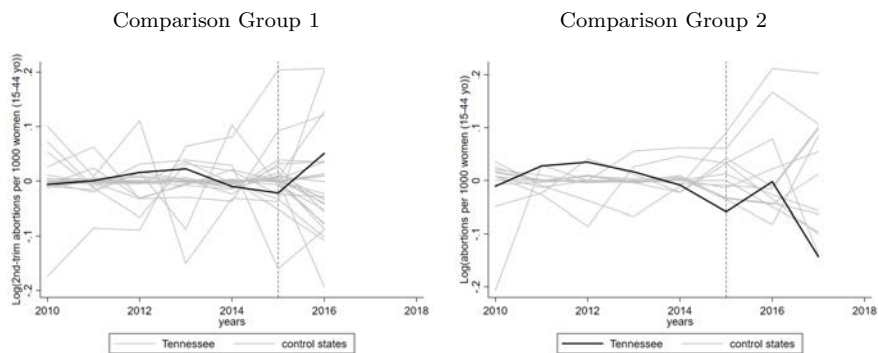 Comparison Group 1
Comparison Group 2
Log(2nd-trim abortions per 1000 women (15-44 yo))
.2
.1
0
-.1
-.2
2010
2012
2014
2016
2018
years
Tennessee
control states
Log(abortions per 1000 women (15-44 yo))
.2
.1
0
-.1
-.2
2010
2012
2014
2016
2018
years
Tennessee
control states